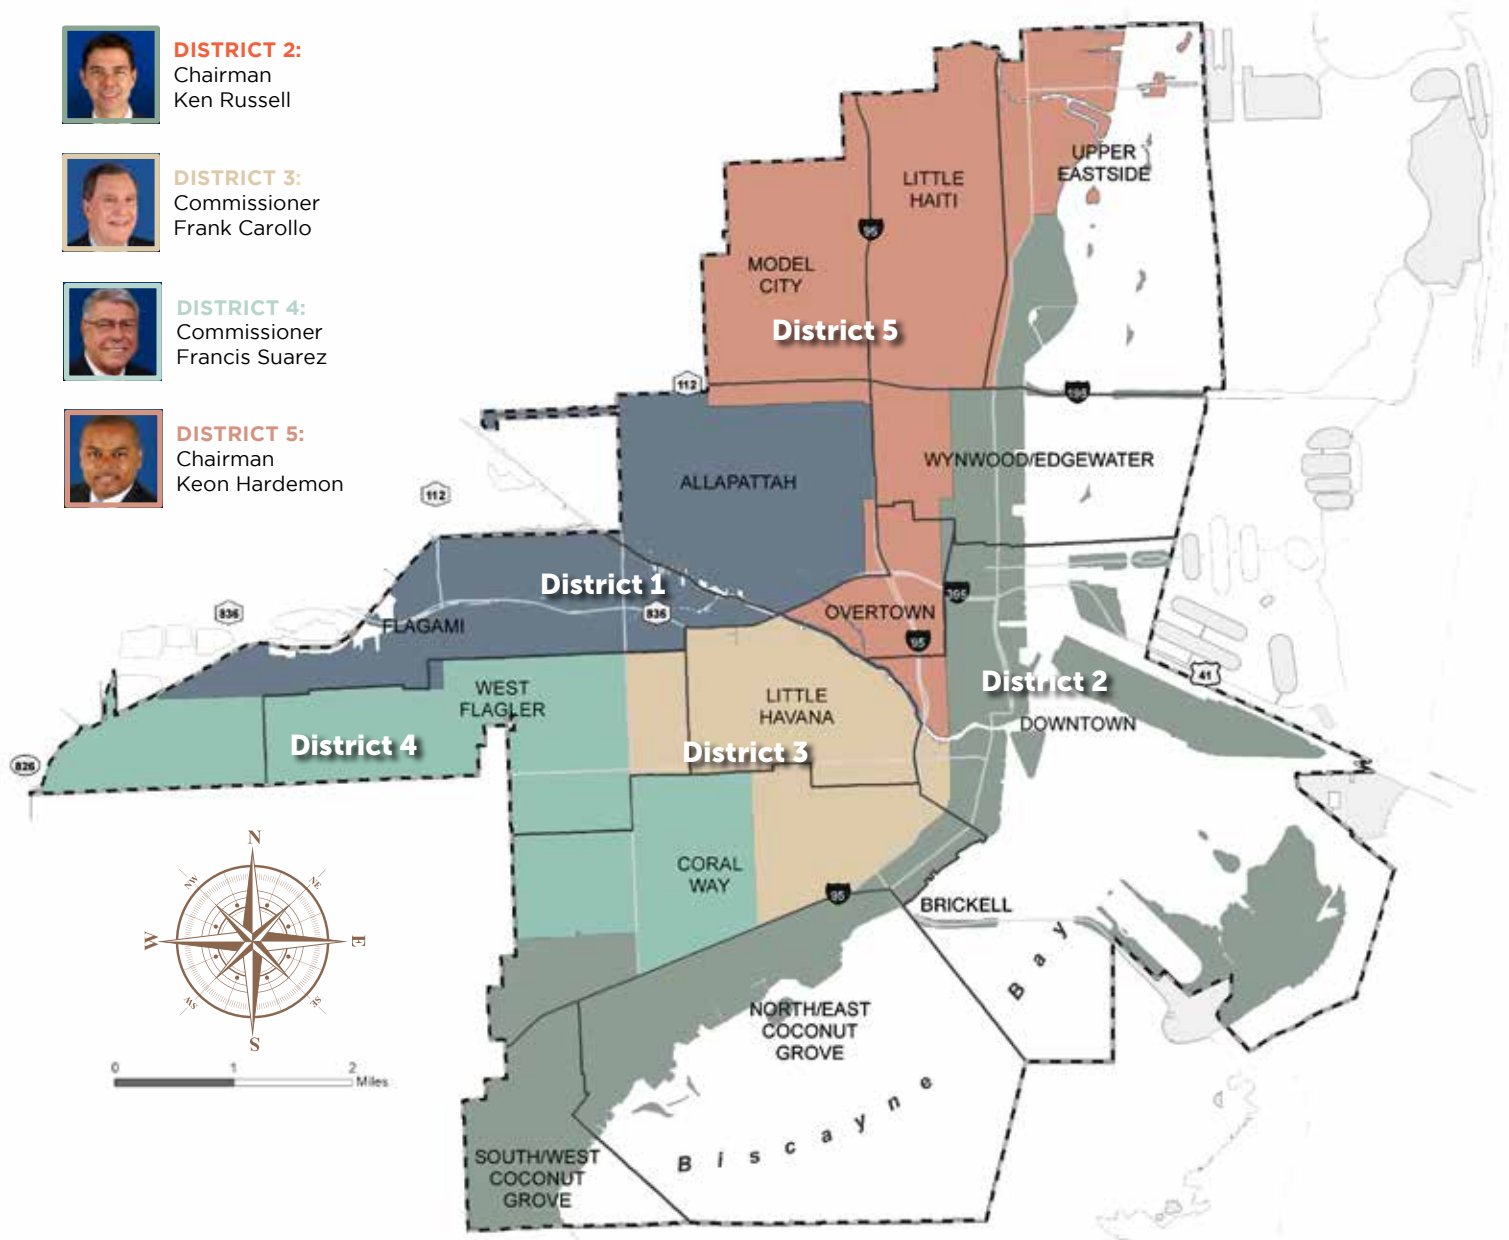 DISTRICT 2:
Chairman
Ken Russell
DISTRICT 3:
Commissioner
Frank Carollo
DISTRICT 4:
Commissioner
Francis Suarez
DISTRICT 5:
Chairman
Keon Hardemon
UPPER
EASTSIDE
LITTLE
HAITI
95
MODEL
CITY
District 5
112
195
WYNWOOD/EDGEWATER
ALLAPATTAH
112
District 1
395
836
836
OVERTOWN
FLAGAMI
95
41
District 2
WEST
FLAGLER
LITTLE
HAVANA
DOWNTOWN
District 4
District 3
826
CORAL
WAY
95
BRICKELL
N
NW
NE
W
E
SW
SE
S
Bay
NORTH/EAST
COCONUT
GROVE
0 1 2
Miles
Biscayne
SOUTH/WEST
COCONUT
GROVE